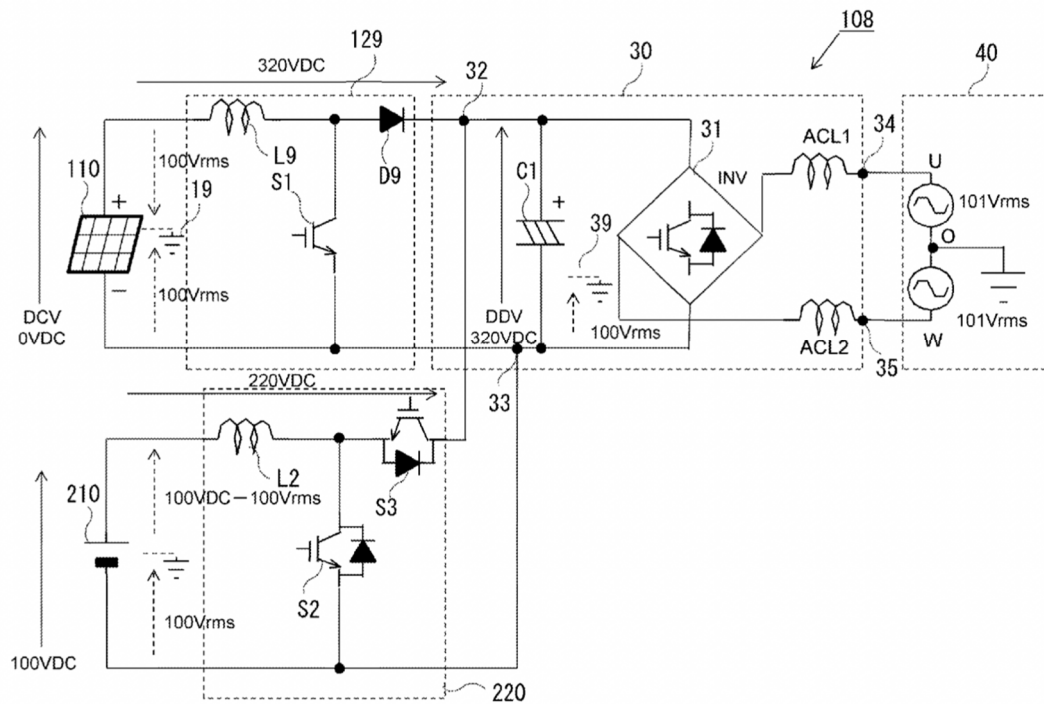 108
129
30
40
320VDC
32
34
31
ACL1
L9
100Vrms
D9
C1
+
INV
U
110
S1
101Vrms
19
+
39
O
−
100Vrms
DCV
0VDC
DDV
320VDC
100Vrms
ACL2
W
101Vrms
35
220VDC
33
L2
210
100VDC−100Vrms
S3
S2
100Vrms
100VDC
220